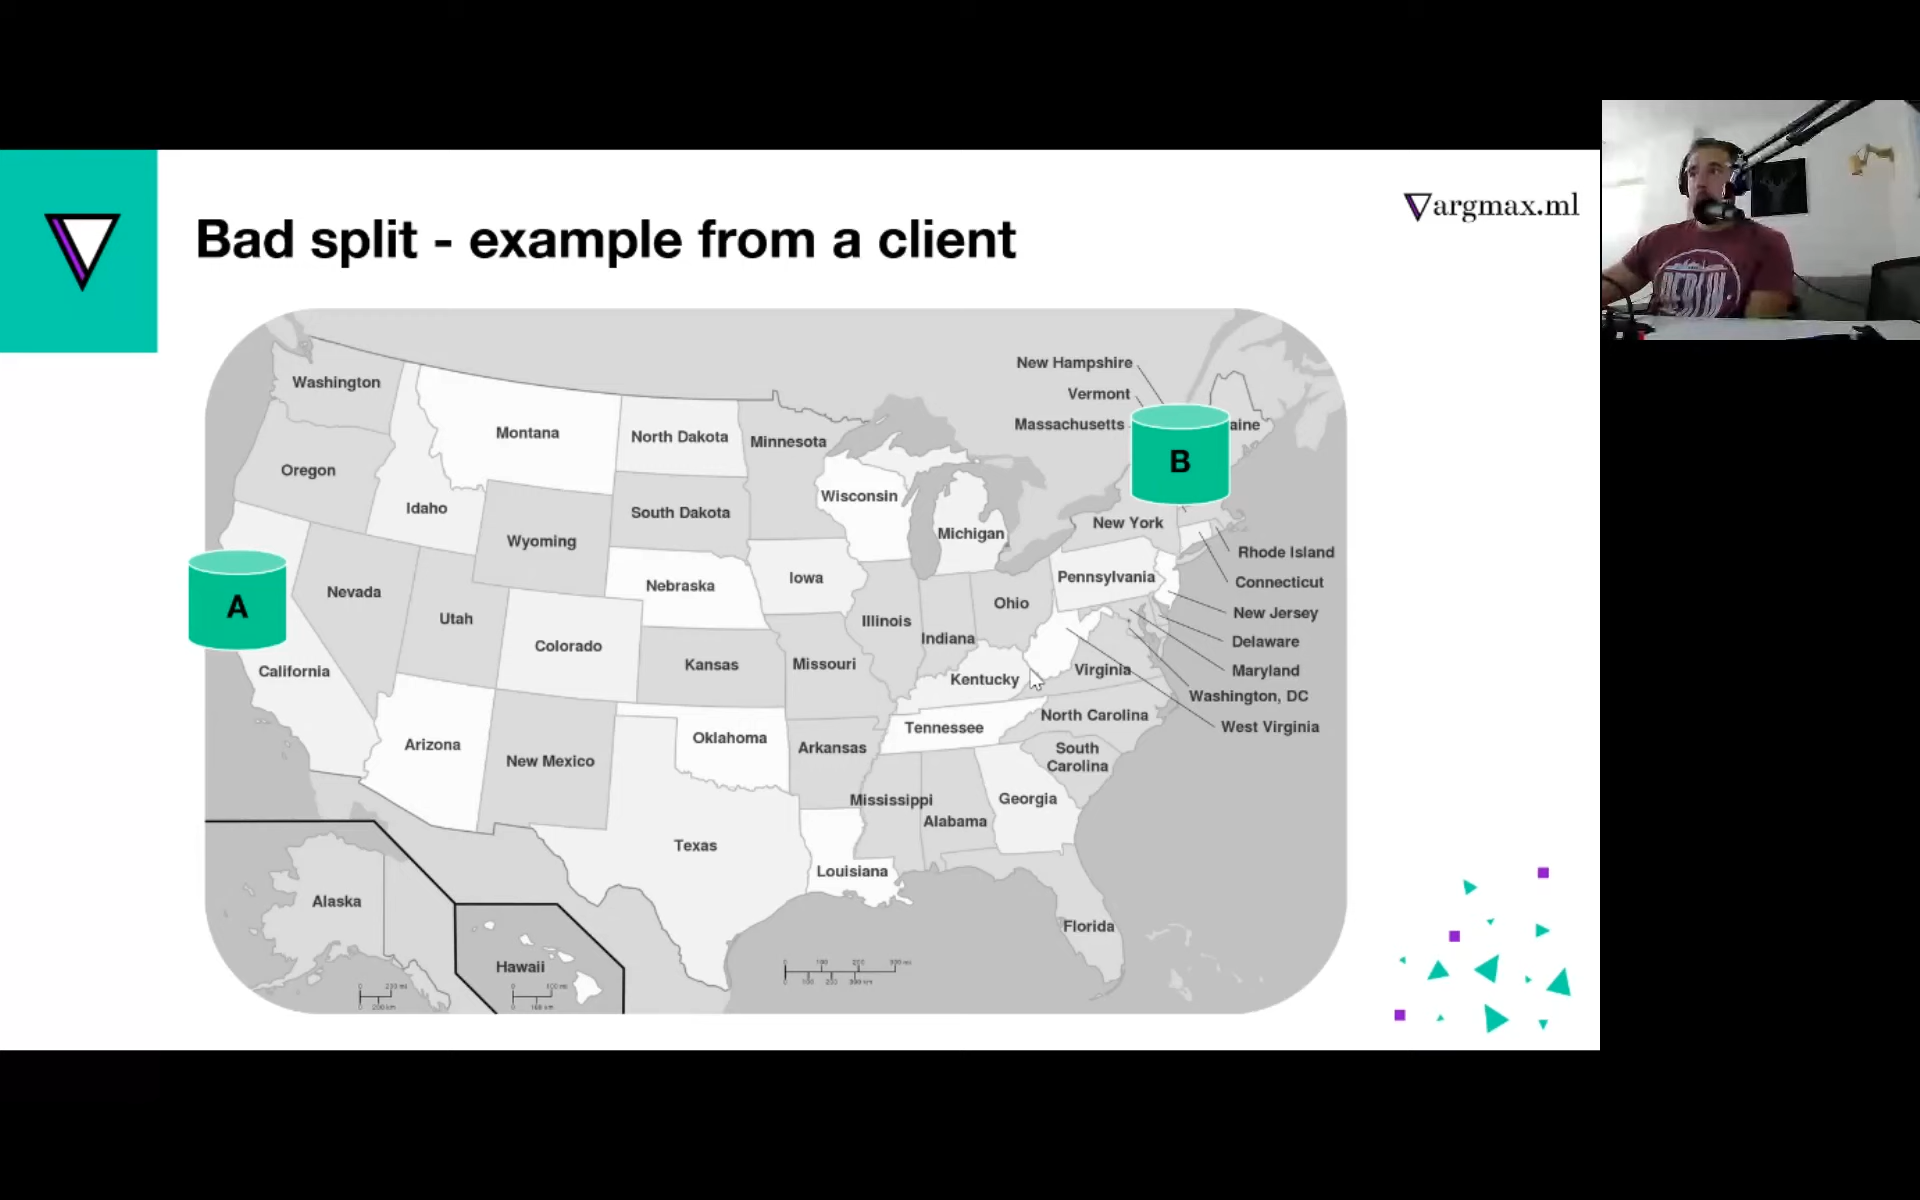 argmax.ml
Bad split - example from a client
BERLIN
New Hampshire
Washington
Vermont
Massachusetts
aine
Montana
North Dakota
Minnesota
B
Oregon
Wisconsin
Idaho
South Dakota
New York
Michigan
Wyoming
Rhode Island
Iowa
Pennsylvania
Connecticut
Nebraska
Nevada
A
Ohio
New Jersey
Utah
Illinois
Indiana
Delaware
Colorado
Kansas
Missouri
California
Virginia
Maryland
Kentucky
Washington, DC
North Carolina
West Virginia
Tennessee
Oklahoma
Arizona
Arkansas
South
Carolina
New Mexico
Mississippi
Georgia
Alabama
Texas
Louisiana
Alaska
Florida
Hawaii